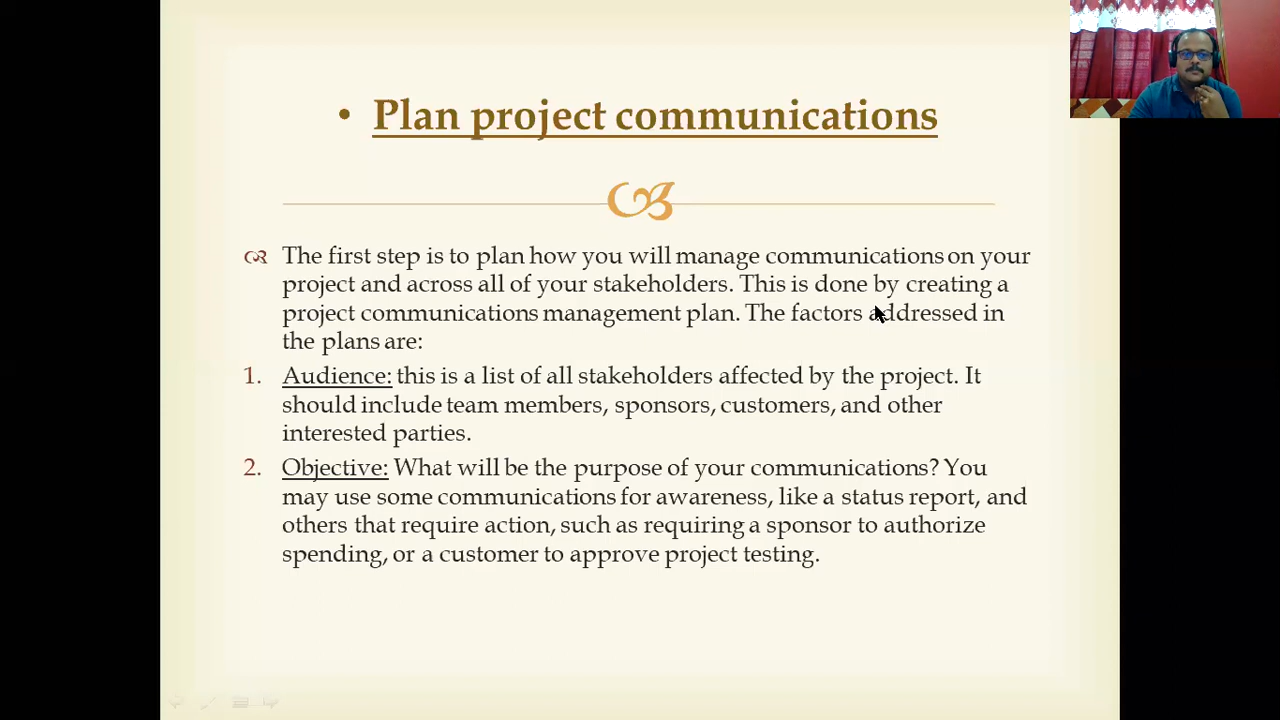 • Plan project communications
The first step is to plan how you will manage communications on your
project and across all of your stakeholders. This is done by creating a
project communications management plan. The factors addressed in
the plans are:
1. Audience: this is a list of all stakeholders affected by the project. It
should include team members, sponsors, customers, and other
interested parties.
2. Objective: What will be the purpose of your communications? You
may use some communications for awareness, like a status report, and
others that require action, such as requiring a sponsor to authorize
spending, or a customer to approve project testing.